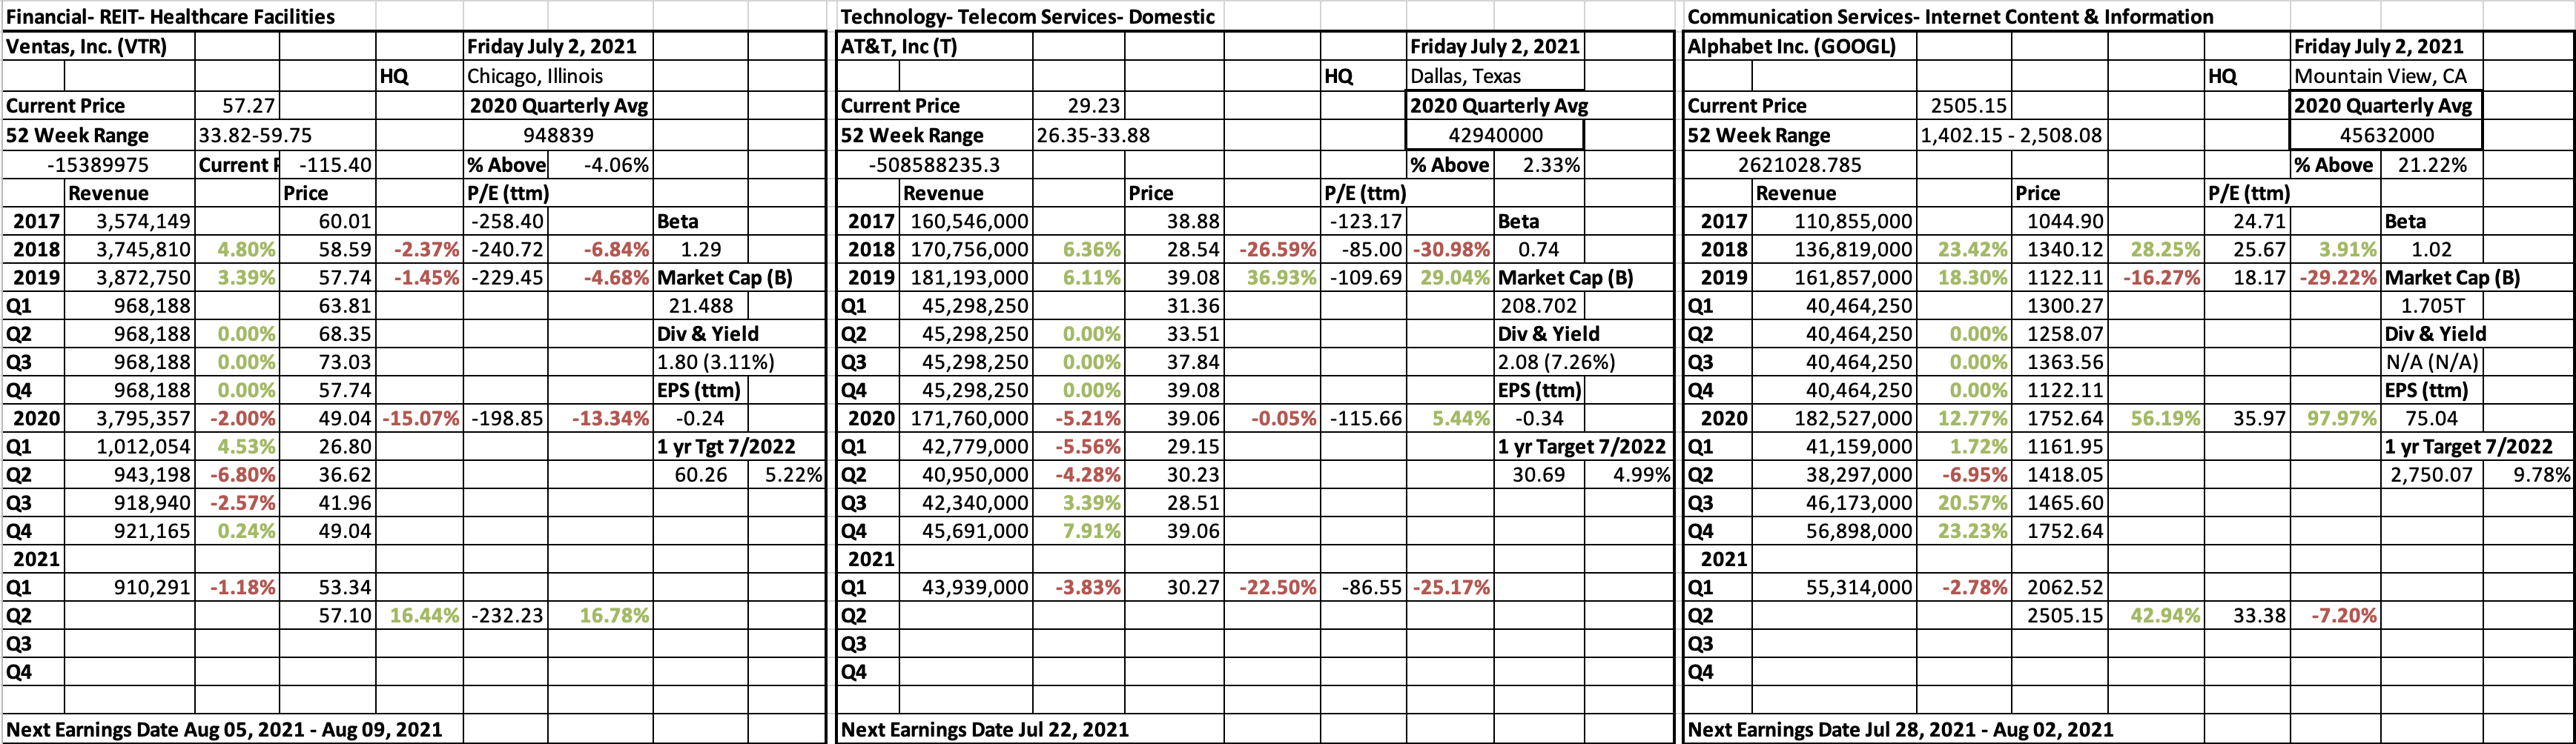 Financial- REIT- Healthcare Facilities Technology- Telecom Services- Domestic Communication Services- Internet Content & Information
Ventas, Inc. (VTR) Friday July 2, 2021 AT&T, Inc (T) Friday July 2, 2021 Alphabet Inc. (GOOGL) Friday July 2, 2021
HQ Chicago, Illinois HQ Dallas, Texas HQ Mountain View, CA
Current Price 57.27 2020 Quarterly Avg Current Price 29.23 2020 Quarterly Avg Current Price 2505.15 2020 Quarterly Avg
52 Week Range 33.82-59.75 948839 52 Week Range 26.35-33.88 42940000 52 Week Range 1,402.15 - 2,508.08 45632000
-15389975 Current P -115.40 % Above -4.06% -508588235.3 % Above 2.33% 2621028.785 % Above 21.22%
Revenue Price P/E (ttm) Revenue Price P/E (ttm) Revenue Price P/E (ttm)
2017 3,574,149 60.01 -258.40 Beta 2017 160,546,000 38.88 -123.17 Beta 2017 110,855,000 1044.90 24.71 Beta
2018 3,745,810 4.80% 58.59 -2.37% -240.72 -6.84% 1.29 2018 170,756,000 6.36% 28.54 -26.59% -85.00 -30.98% 0.74 2018 136,819,000 23.42% 1340.12 28.25% 25.67 3.91% 1.02
2019 3,872,750 3.39% 57.74 -1.45% -229.45 -4.68% Market Cap (B) 2019 181,193,000 6.11% 39.08 36.93% -109.69 29.04% Market Cap (B) 2019 161,857,000 18.30% 1122.11 -16.27% 18.17 -29.22% Market Cap (B)
Q1 968,188 63.81 21.488 Q1 45,298,250 31.36 208.702 Q1 40,464,250 1300.27 1.705T
Q2 968,188 0.00% 68.35 Div & Yield Q2 45,298,250 0.00% 33.51 Div & Yield Q2 40,464,250 0.00% 1258.07 Div & Yield
Q3 968,188 0.00% 73.03 1.80 (3.11%) Q3 45,298,250 0.00% 37.84 2.08 (7.26%) Q3 40,464,250 0.00% 1363.56 N/A (N/A)
Q4 968,188 0.00% 57.74 EPS (ttm) Q4 45,298,250 0.00% 39.08 EPS (ttm) Q4 40,464,250 0.00% 1122.11 EPS (ttm)
2020 3,795,357 -2.00% 49.04 -15.07% -198.85 -13.34% -0.24 2020 171,760,000 -5.21% 39.06 -0.05% -115.66 5.44% -0.34 2020 182,527,000 12.77% 1752.64 56.19% 35.97 97.97% 75.04
Q1 1,012,054 4.53% 26.80 1 yr Tgt 7/2022 Q1 42,779,000 -5.56% 29.15 1 yr Target 7/2022 Q1 41,159,000 1.72% 1161.95 1 yr Target 7/2022
Q2 943,198 -6.80% 36.62 60.26 5.22% Q2 40,950,000 -4.28% 30.23 30.69 4.99% Q2 38,297,000 -6.95% 1418.05 2,750.07 9.78%
Q3 918,940 -2.57% 41.96 Q3 42,340,000 3.39% 28.51 Q3 46,173,000 20.57% 1465.60
Q4 921,165 0.24% 49.04 Q4 45,691,000 7.91% 39.06 Q4 56,898,000 23.23% 1752.64
2021 2021 2021
Q1 910,291 -1.18% 53.34 Q1 43,939,000 -3.83% 30.27 -22.50% -86.55 -25.17% Q1 55,314,000 -2.78% 2062.52
Q2 57.10 16.44% -232.23 16.78% Q2 Q2 2505.15 42.94% 33.38 -7.20%
Q3 Q3 Q3
Q4 Q4 Q4
Next Earnings Date Aug 05, 2021 - Aug 09, 2021 Next Earnings Date Jul 22, 2021 Next Earnings Date Jul 28, 2021 - Aug 02, 2021